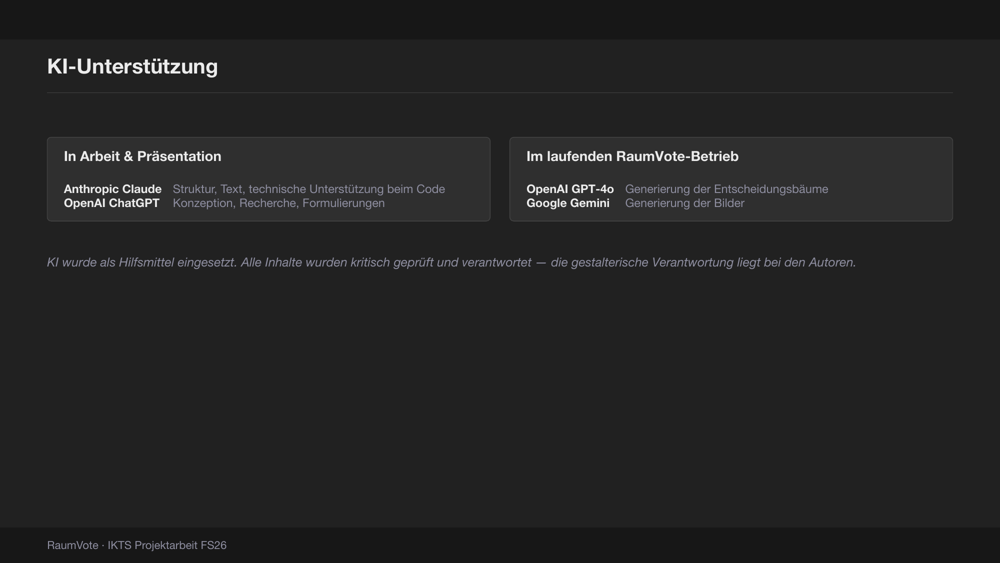 KI-Unterstützung
In Arbeit & Präsentation
Anthropic Claude Struktur, Text, technische Unterstützung beim Code
OpenAI ChatGPT Konzeption, Recherche, Formulierungen
Im laufenden RaumVote-Betrieb
OpenAI GPT-4o Generierung der Entscheidungsbäume
Google Gemini Generierung der Bilder
KI wurde als Hilfsmittel eingesetzt. Alle Inhalte wurden kritisch geprüft und verantwortet — die gestalterische Verantwortung liegt bei den Autoren.
RaumVote · IKTS Projektarbeit FS26